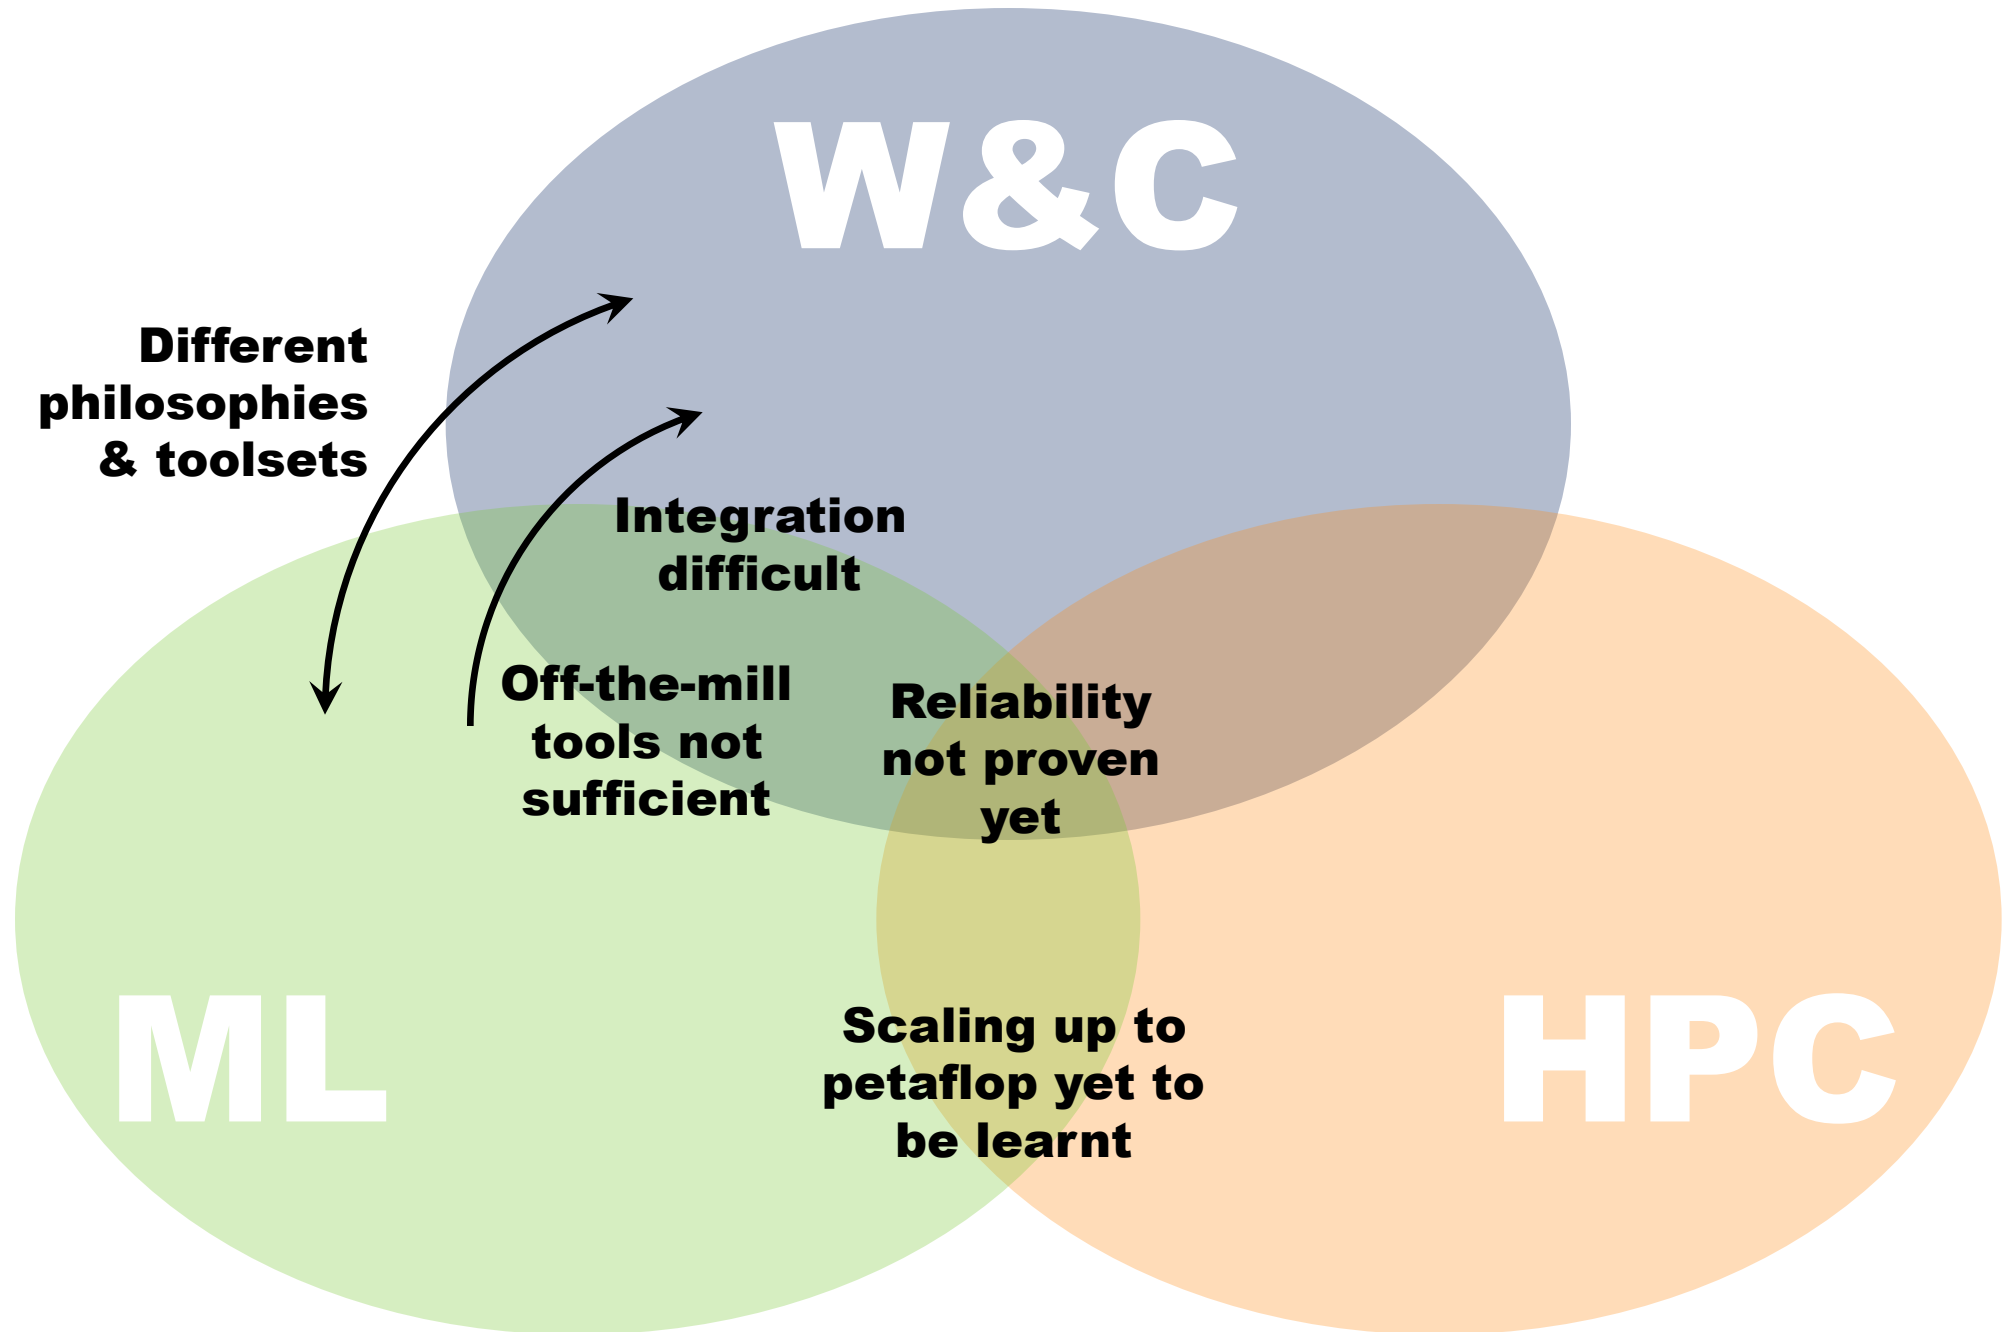 W&C
Different
philosophies
& toolsets
Integration
difficult
Off-the-mill
tools not
sufficient
Reliability
not proven
yet
ML
HPC
Scaling up to
petaflop yet to
be learnt